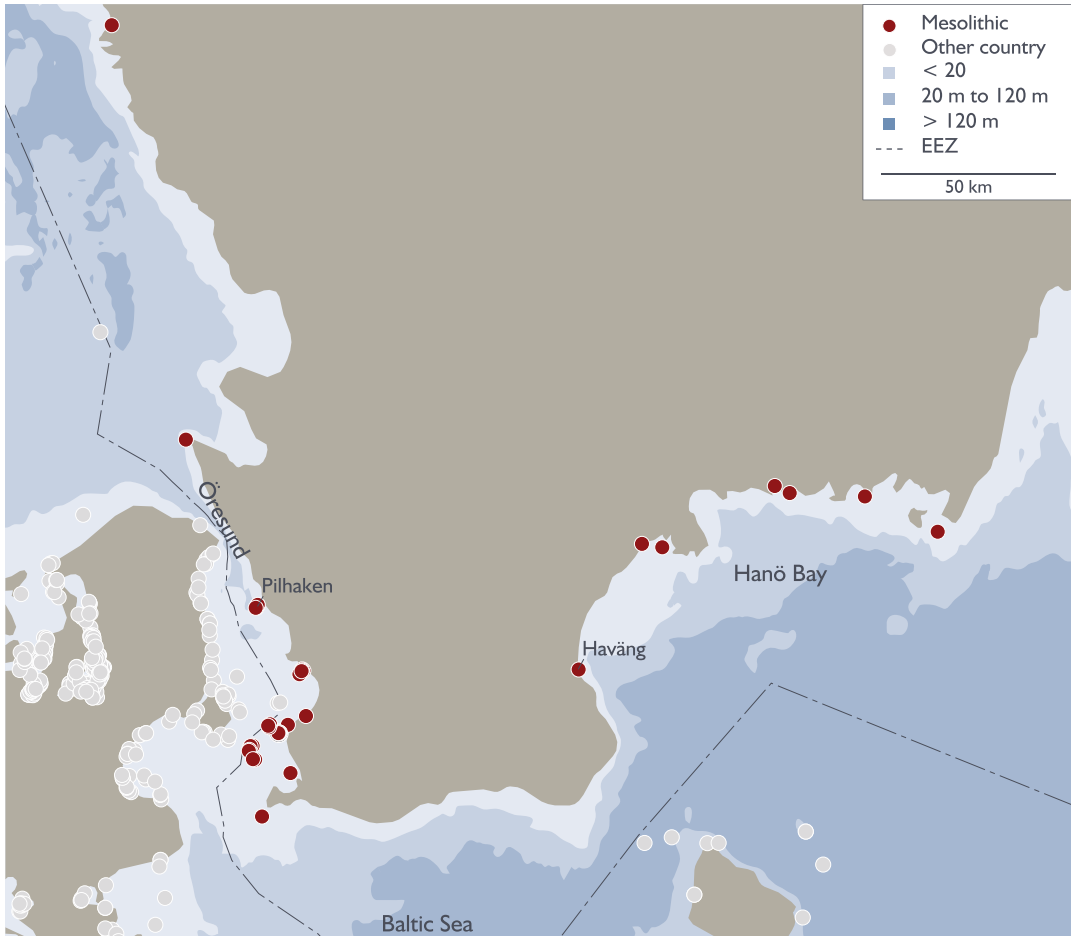 Mesolithic
Other country
< 20
20 m to 120 m
> 120 m
EEZ
50 km
Öresund
Pilhaken
Hanö Bay
Haväng
Baltic Sea